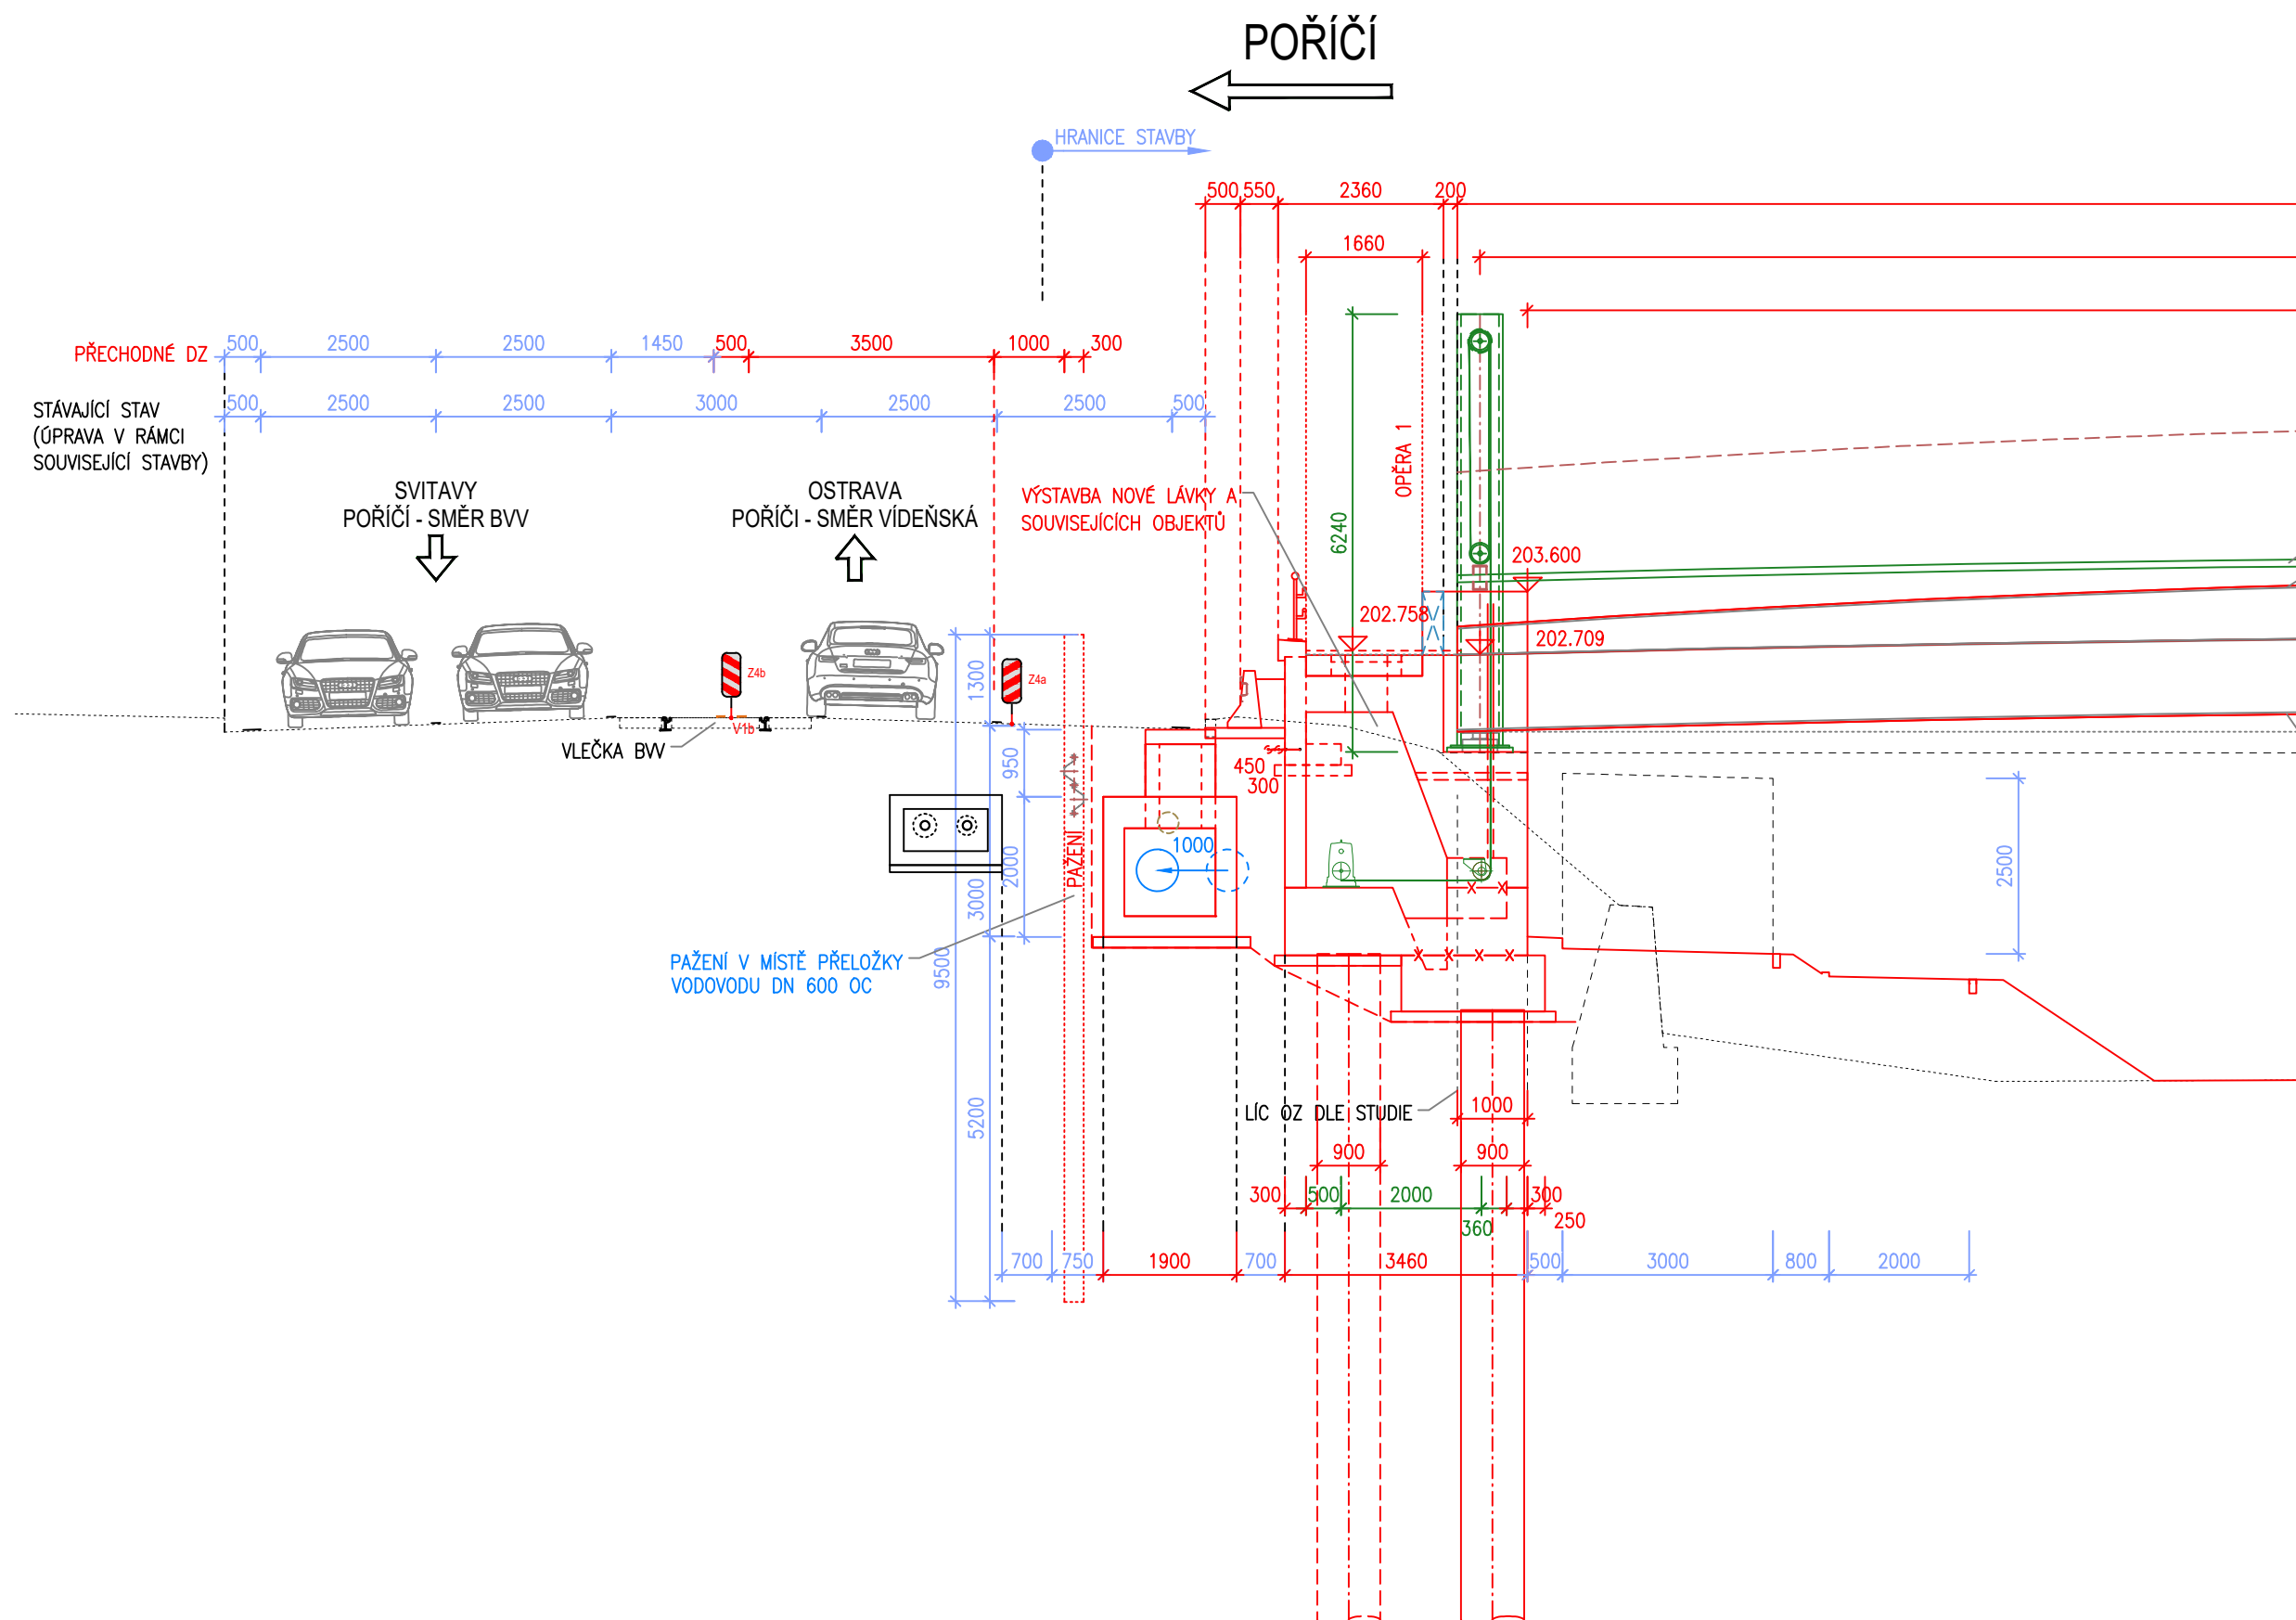 POŘÍČÍ
HRANICE STAVBY
500 550 2360 200
1660
PŘECHODNÉ DZ 500 2500 2500 1450 500 3500 1000 300
STÁVAJÍCÍ STAV
(ÚPRAVA V RÁMCI
SOUVISEJÍCÍ STAVBY)
500 2500 2500 3000 2500 2500 500
SVITAVY
POŘÍČÍ - SMĚR BVV
OSTRAVA
POŘÍČI - SMĚR VÍDEŇSKÁ
VÝSTAVBA NOVÉ LÁVKY A
SOUVISEJÍCÍCH OBJEKTŮ
OPĚRA 1
6240
203.600
202.758
202.709
Z4b
Z4a
V1b
VLEČKA BVV
1300
950
2000
3000
9500
5200
PAŽENÍ
450
300
1000
2500
PAŽENÍ V MÍSTĚ PŘELOŽKY
VODOVODU DN 600 OC
LÍC OZ DLE STUDIE
1000
900 900
300 500 2000 300
360 250
700 750 1900 700 3460 500 3000 800 2000